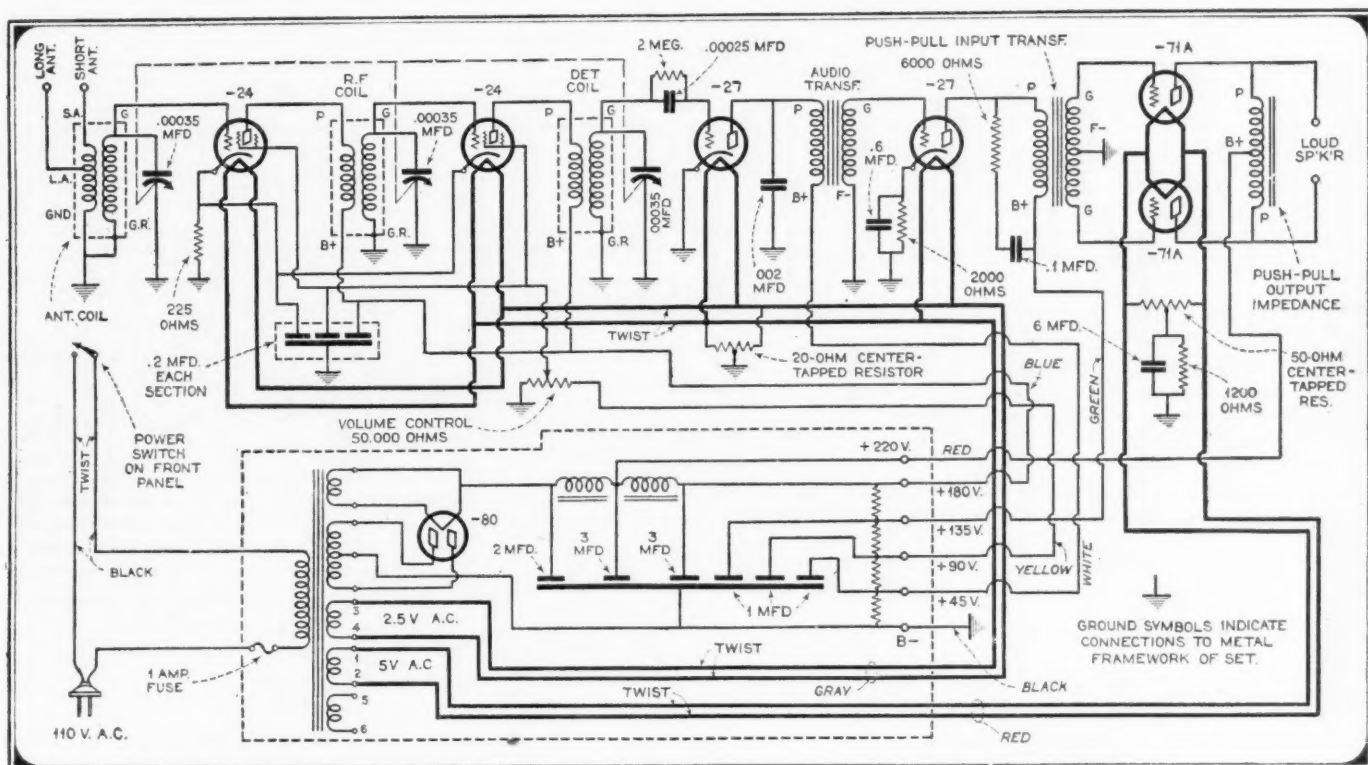 LONG
ANT.
SHORT
ANT.
S.A.
G
L.A.
GND
G.R.
ANT. COIL
.00035
MFD
-24
225
OHMS
.2 MFD.
EACH
SECTION
R.F
COIL
P
G
B+
G.R.
.00035
MFD
-24
DET
COIL
P
G
B+
G.R
.00035
MFD
2 MEG.
.00025 MFD
-27
.002
MFD
AUDIO
TRANSF.
P
G
B+
F-
.6
MFD.
-27
2000
OHMS
PUSH-PULL INPUT TRANSF.
6000 OHMS
P
G
B+
F-
G
.1 MFD.
-71A
-71A
P
B+
P
LOUD
SP'K'R
PUSH-PULL
OUTPUT
IMPEDANCE
6 MFD.
50-OHM
CENTER-
TAPPED
RES.
1200
OHMS
TWIST
20-OHM CENTER-
TAPPED RESISTOR
VOLUME CONTROL
50.000 OHMS
BLUE
GREEN
POWER
SWITCH
ON FRONT
PANEL
TWIST
BLACK
1 AMP.
FUSE
110 V. A.C.
-80
2 MFD.
3
MFD
3
MFD
1 MFD
+220 V.
RED
+180 V.
+135 V.
+90 V.
+45 V.
B-
YELLOW
WHITE
3
2.5 V A.C.
4
1
5V A.C
2
5
6
TWIST
TWIST
GRAY
BLACK
RED
GROUND SYMBOLS INDICATE
CONNECTIONS TO METAL
FRAMEWORK OF SET.